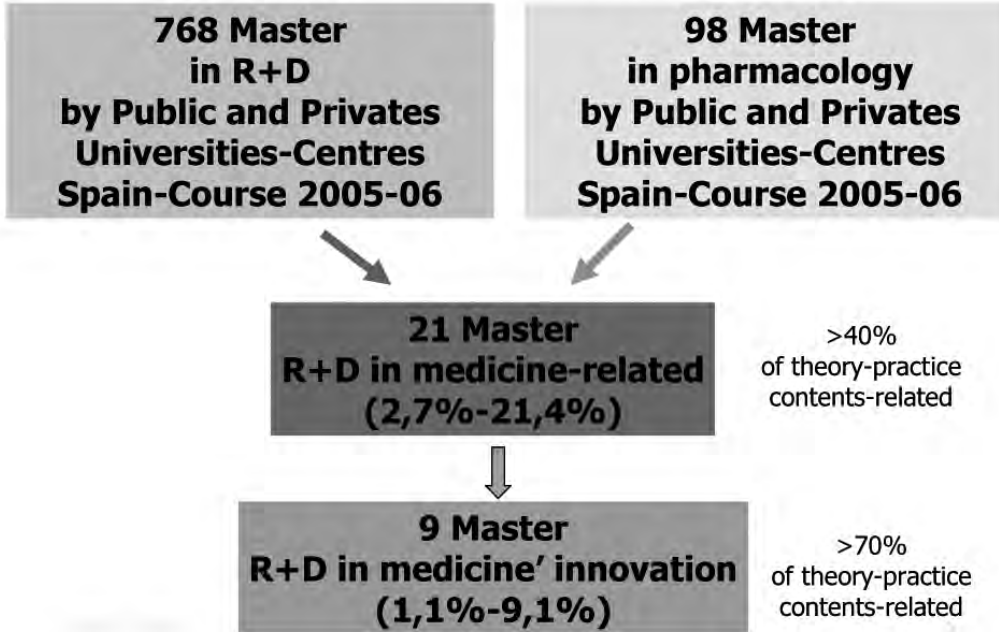 768 Master
in R+D
by Public and Privates
Universities-Centres
Spain-Course 2005-06
98 Master
in pharmacology
by Public and Privates
Universities-Centres
Spain-Course 2005-06
21 Master
R+D in medicine-related
(2,7%-21,4%)
>40%
of theory-practice
contents-related
9 Master
R+D in medicine’ innovation
(1,1%-9,1%)
>70%
of theory-practice
contents-related